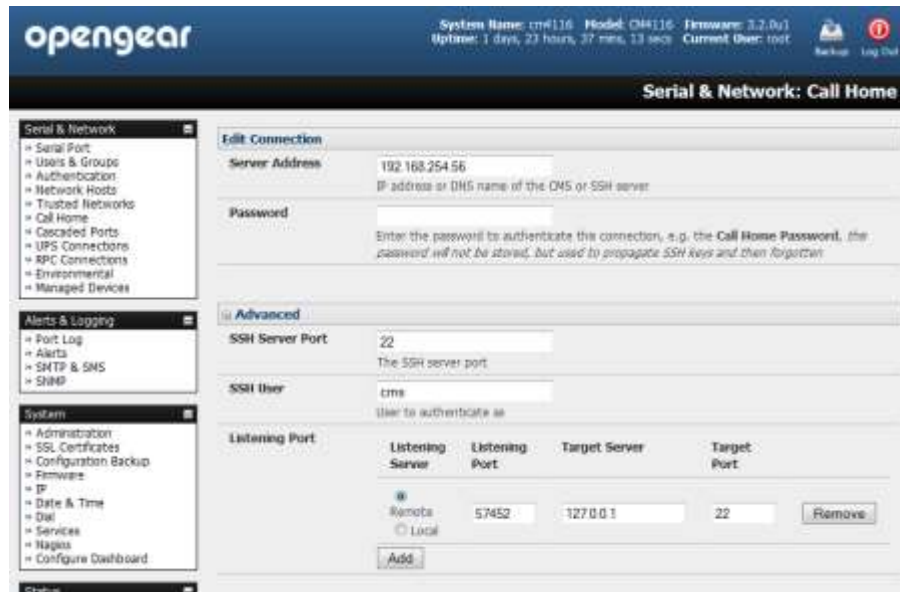 opengear
System Name: cm4116 Model: CM4116 Firmware: 3.2.0u1
Uptime: 1 days, 23 hours, 37 mins, 13 secs Current User: root
Backup Log Out
Serial & Network: Call Home
Serial & Network
Serial Port
Users & Groups
Authentication
Network Hosts
Trusted Networks
Call Home
Cascaded Ports
UPS Connections
RPC Connections
Environmental
Managed Devices
Alerts & Logging
Port Log
Alerts
SMTP & SMS
SNMP
System
Administration
SSL Certificates
Configuration Backup
Firmware
IP
Date & Time
Dial
Services
Nagios
Configure Dashboard
Status
Edit Connection
Server Address
192.168.254.56
IP address or DNS name of the CMS or SSH server
Password
Enter the password to authenticate this connection, e.g. the Call Home Password, the
password will not be stored, but used to propagate SSH keys and then forgotten
Advanced
SSH Server Port
22
The SSH server port
SSH User
cms
User to authenticate as
Listening Port
Listening Server Listening Port Target Server Target Port
Remote 57452 127.0.0.1 22 Remove
Local
Add